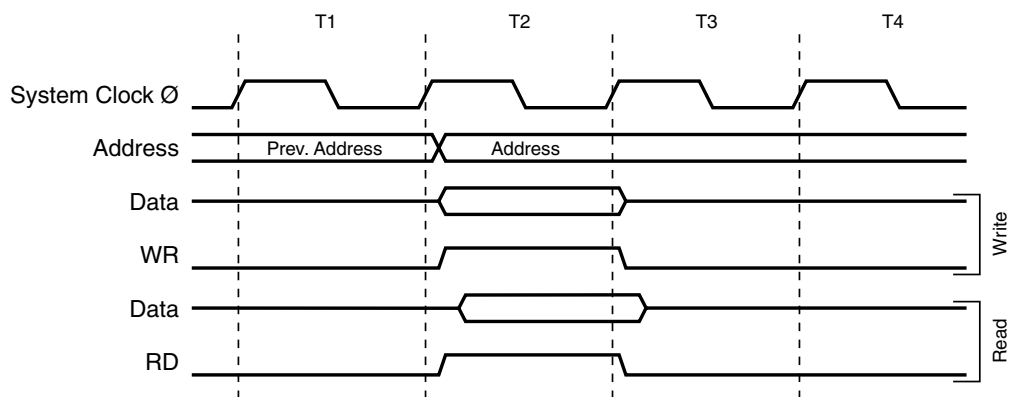 T1 T2 T3 T4
System Clock Ø
Address Prev. Address Address
Data
WR
Write
Data
RD
Read